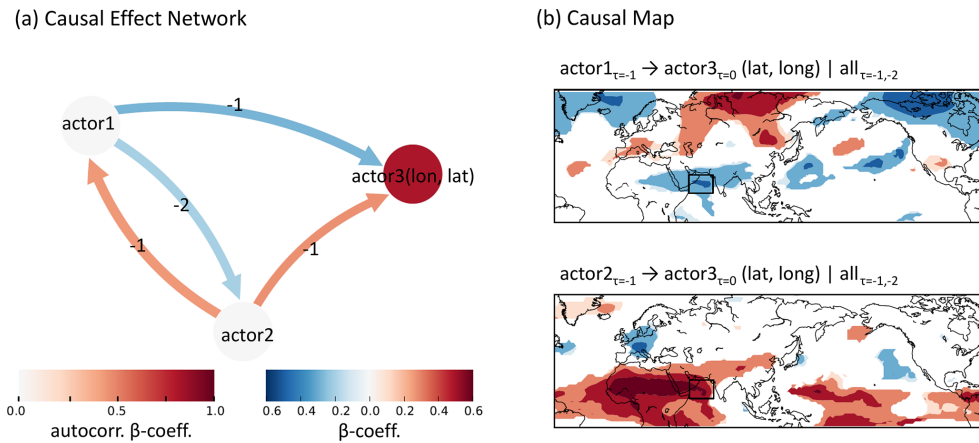 (a) Causal Effect Network
(b) Causal Map
actor1
-1
actor3(lon, lat)
-2
-1
-1
actor2
0.0 0.5 1.0
autocorr. β-coeff.
0.6 0.4 0.2 0.0 0.2 0.4 0.6
β-coeff.
actor1τ=-1 → actor3τ=0 (lat, long) | allτ=-1,-2
actor2τ=-1 → actor3τ=0 (lat, long) | allτ=-1,-2